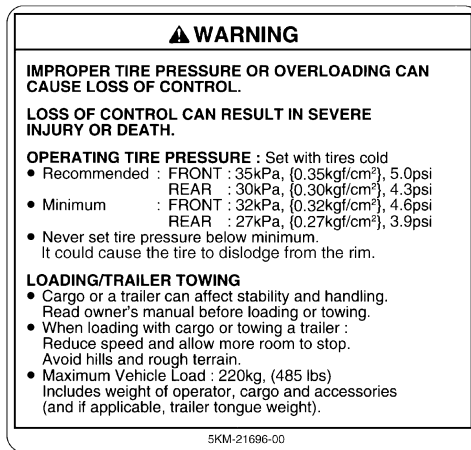 ⚠ WARNING
IMPROPER TIRE PRESSURE OR OVERLOADING CAN
CAUSE LOSS OF CONTROL.
LOSS OF CONTROL CAN RESULT IN SEVERE
INJURY OR DEATH.
OPERATING TIRE PRESSURE : Set with tires cold
● Recommended : FRONT : 35kPa, {0.35kgf/cm²}, 5.0psi
REAR : 30kPa, {0.30kgf/cm²}, 4.3psi
● Minimum : FRONT : 32kPa, {0.32kgf/cm²}, 4.6psi
REAR : 27kPa, {0.27kgf/cm²}, 3.9psi
● Never set tire pressure below minimum.
It could cause the tire to dislodge from the rim.
LOADING/TRAILER TOWING
● Cargo or a trailer can affect stability and handling.
Read owner's manual before loading or towing.
● When loading with cargo or towing a trailer :
Reduce speed and allow more room to stop.
Avoid hills and rough terrain.
● Maximum Vehicle Load : 220kg, (485 lbs)
Includes weight of operator, cargo and accessories
(and if applicable, trailer tongue weight).
5KM-21696-00